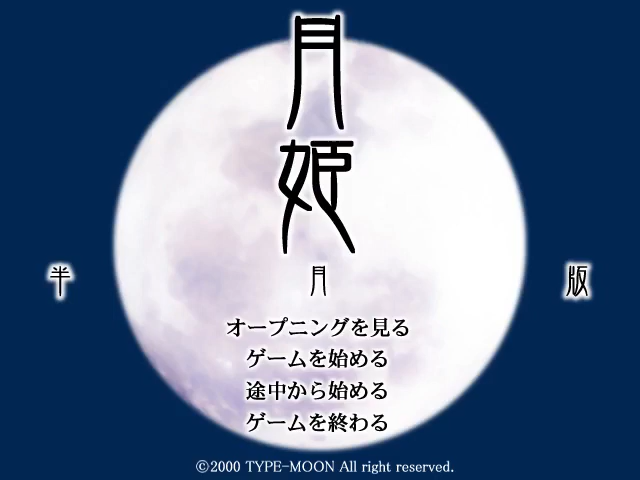 月姫
半月版
オープニングを見る
ゲームを始める
途中から始める
ゲームを終わる
©2000 TYPE-MOON All right reserved.